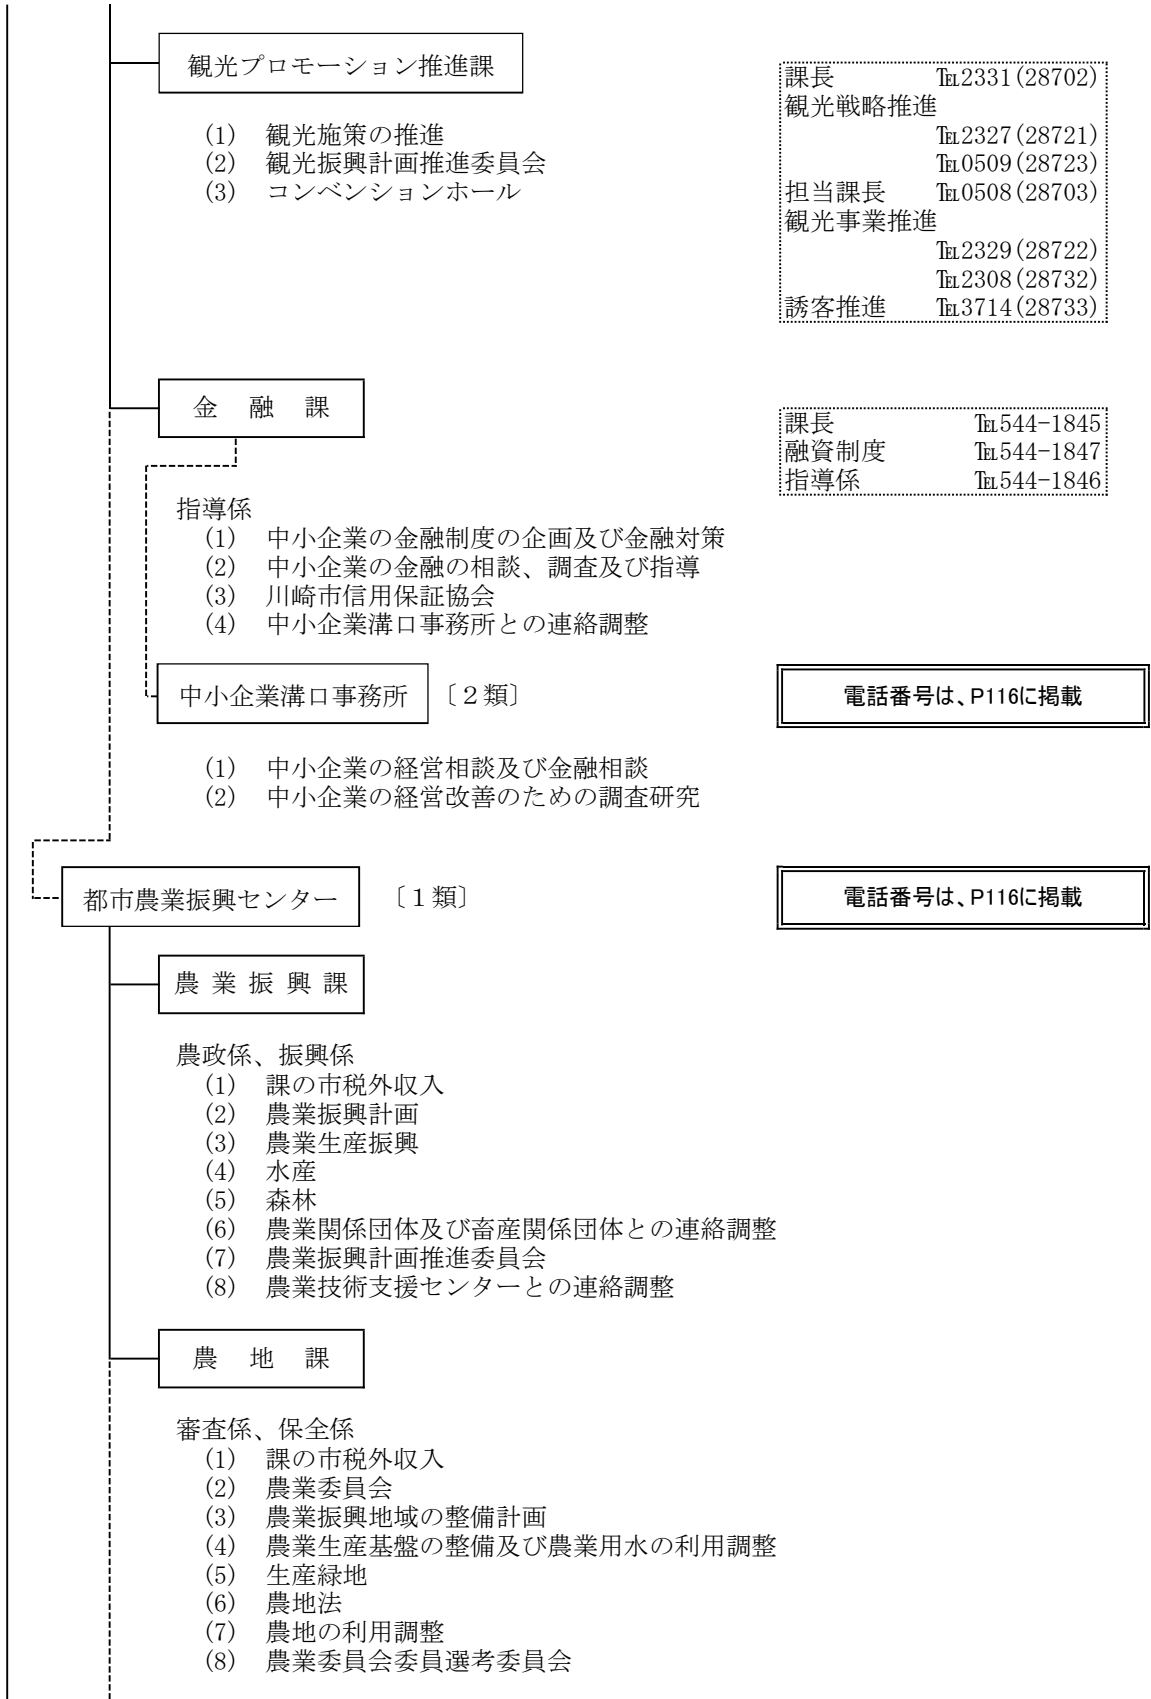 観光プロモーション推進課
(1) 観光施策の推進
(2) 観光振興計画推進委員会
(3) コンベンションホール
課長 ℡2331(28702)
観光戦略推進
℡2327(28721)
℡0509(28723)
担当課長 ℡0508(28703)
観光事業推進
℡2329(28722)
℡2308(28732)
誘客推進 ℡3714(28733)
金融課
課長 ℡544-1845
融資制度 ℡544-1847
指導係 ℡544-1846
指導係
(1) 中小企業の金融制度の企画及び金融対策
(2) 中小企業の金融の相談、調査及び指導
(3) 川崎市信用保証協会
(4) 中小企業溝口事務所との連絡調整
中小企業溝口事務所 〔2類〕
電話番号は、P116に掲載
(1) 中小企業の経営相談及び金融相談
(2) 中小企業の経営改善のための調査研究
都市農業振興センター 〔1類〕
電話番号は、P116に掲載
農業振興課
農政係、振興係
(1) 課の市税外収入
(2) 農業振興計画
(3) 農業生産振興
(4) 水産
(5) 森林
(6) 農業関係団体及び畜産関係団体との連絡調整
(7) 農業振興計画推進委員会
(8) 農業技術支援センターとの連絡調整
農地課
審査係、保全係
(1) 課の市税外収入
(2) 農業委員会
(3) 農業振興地域の整備計画
(4) 農業生産基盤の整備及び農業用水の利用調整
(5) 生産緑地
(6) 農地法
(7) 農地の利用調整
(8) 農業委員会委員選考委員会